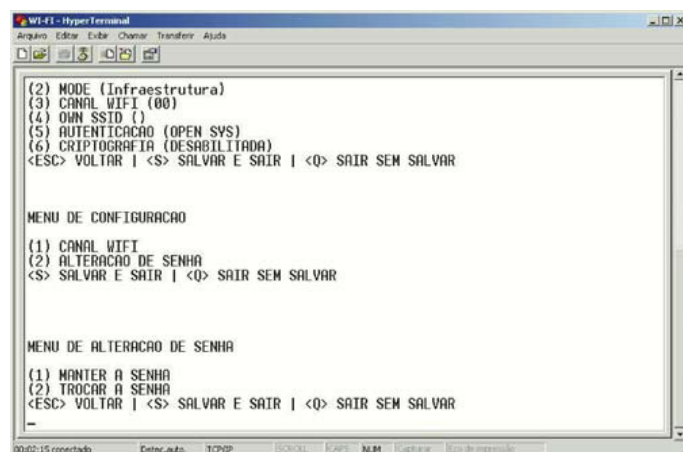 WI-FI - HyperTerminal
Arquivo Editar Exibir Chamar Transferir Ajuda
(2) MODE (Infraestrutura)
(3) CANAL WIFI (00)
(4) OWN SSID ()
(5) AUTENTICACAO (OPEN SYS)
(6) CRIPTOGRAFIA (DESABILITADA)
<ESC> VOLTAR | <S> SALVAR E SAIR | <Q> SAIR SEM SALVAR
MENU DE CONFIGURACAO
(1) CANAL WIFI
(2) ALTERACAO DE SENHA
<S> SALVAR E SAIR | <Q> SAIR SEM SALVAR
MENU DE ALTERACAO DE SENHA
(1) MANTER A SENHA
(2) TROCAR A SENHA
<ESC> VOLTAR | <S> SALVAR E SAIR | <Q> SAIR SEM SALVAR
00:02:15 conectado Detec.auto. TCP/IP SCROLL CAPS NUM Capturar Eco de impressão